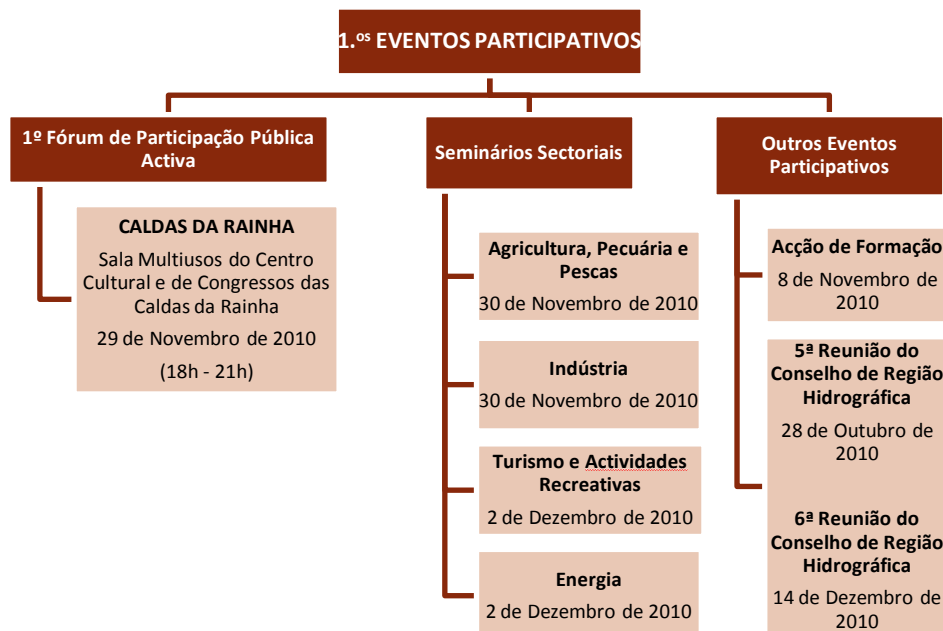 1.ᵒˢ EVENTOS PARTICIPATIVOS
1º Fórum de Participação Pública
Activa
CALDAS DA RAINHA
Sala Multiusos do Centro
Cultural e de Congressos das
Caldas da Rainha
29 de Novembro de 2010
(18h - 21h)
Seminários Sectoriais
Agricultura, Pecuária e
Pescas
30 de Novembro de 2010
Indústria
30 de Novembro de 2010
Turismo e Actividades
Recreativas
2 de Dezembro de 2010
Energia
2 de Dezembro de 2010
Outros Eventos
Participativos
Acção de Formação
8 de Novembro de
2010
5ª Reunião do
Conselho de Região
Hidrográfica
28 de Outubro de
2010
6ª Reunião do
Conselho de Região
Hidrográfica
14 de Dezembro de
2010